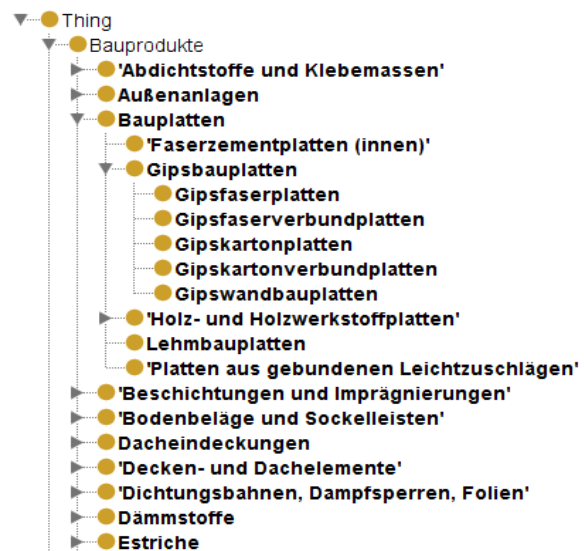 Thing
Bauprodukte
'Abdichtstoffe und Klebemassen'
Außenanlagen
Bauplatten
'Faserzementplatten (innen)'
Gipsbauplatten
Gipsfaserplatten
Gipsfaserverbundplatten
Gipskartonplatten
Gipskartonverbundplatten
Gipswandbauplatten
'Holz- und Holzwerkstoffplatten'
Lehmbauplatten
'Platten aus gebundenen Leichtzuschlägen'
'Beschichtungen und Imprägnierungen'
'Bodenbeläge und Sockelleisten'
Dacheindeckungen
'Decken- und Dachelemente'
'Dichtungsbahnen, Dampfsperren, Folien'
Dämmstoffe
Estriche